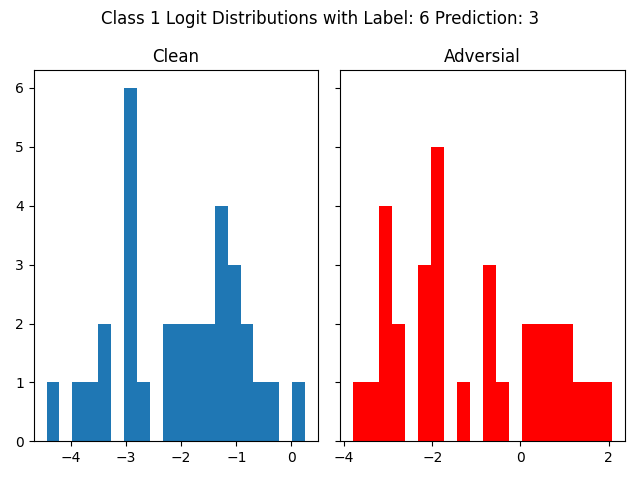 Class 1 Logit Distributions with Label: 6 Prediction: 3
Clean
Adversial
6
5
4
3
2
1
0
−4 −3 −2 −1 0
−4 −2 0 2